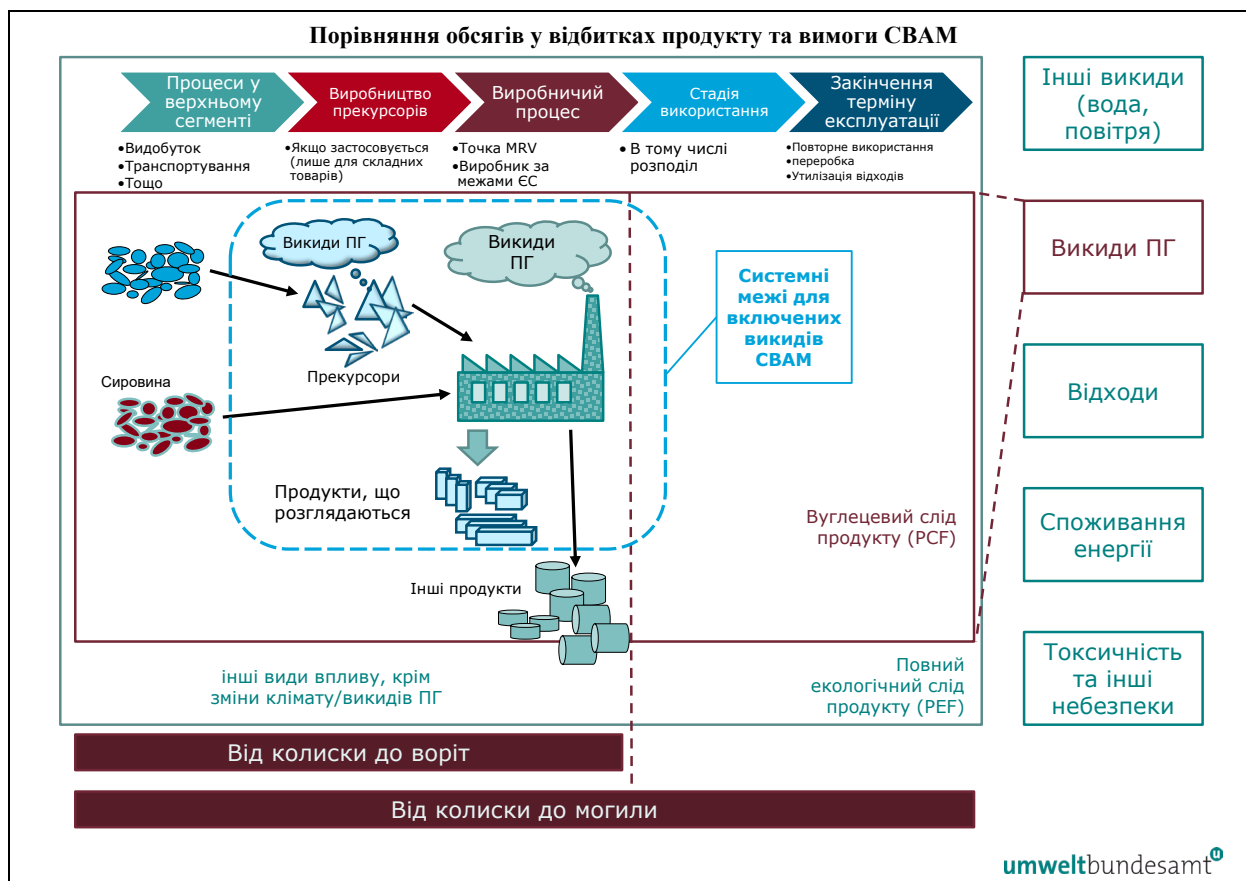 Порівняння обсягів у відбитках продукту та вимоги CBAM
Процеси у
верхньому
сегменті
Виробництво
прекурсорів
Виробничий
процес
Стадія
використання
Закінчення
терміну
експлуатації
•Видобуток
•Транспортування
•Тощо
•Якщо застосовується
(лише для складних
товарів)
•Точка MRV
•Виробник за
межами ЄС
•В тому числі
розподіл
•Повторне використання
•переробка
•Утилізація відходів
Інші викиди
(вода,
повітря)
Викиди ПГ
Відходи
Споживання
енергії
Токсичність
та інші
небезпеки
Викиди ПГ
Викиди
ПГ
Системні
межі для
включених
викидів
CBAM
Прекурсори
Сировина
Продукти, що
розглядаються
Вуглецевий слід
продукту (PCF)
Інші продукти
інші види впливу, крім
зміни клімату/викидів ПГ
Повний
екологічний слід
продукту (PEF)
Від колиски до воріт
Від колиски до могили
umweltbundesamt
u